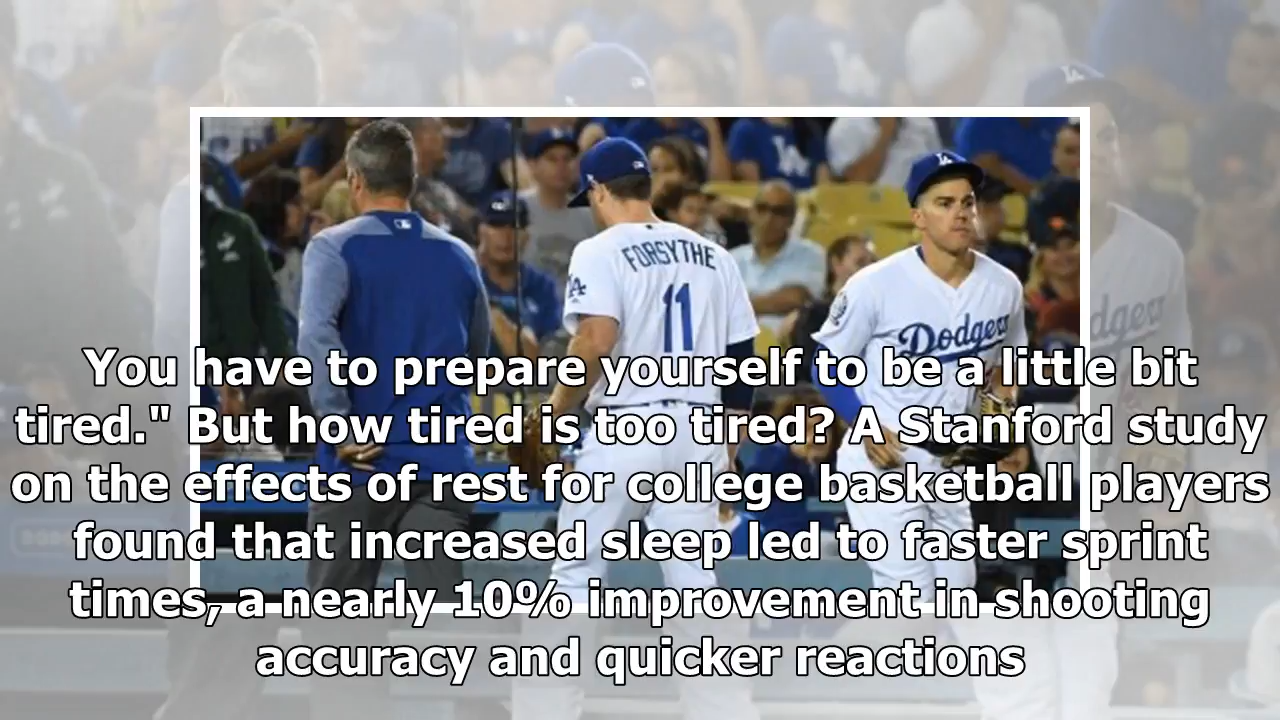 FORSYTHE
11
Dodgers
You have to prepare yourself to be a little bit
tired." But how tired is too tired? A Stanford study
on the effects of rest for college basketball players
found that increased sleep led to faster sprint
times, a nearly 10% improvement in shooting
accuracy and quicker reactions